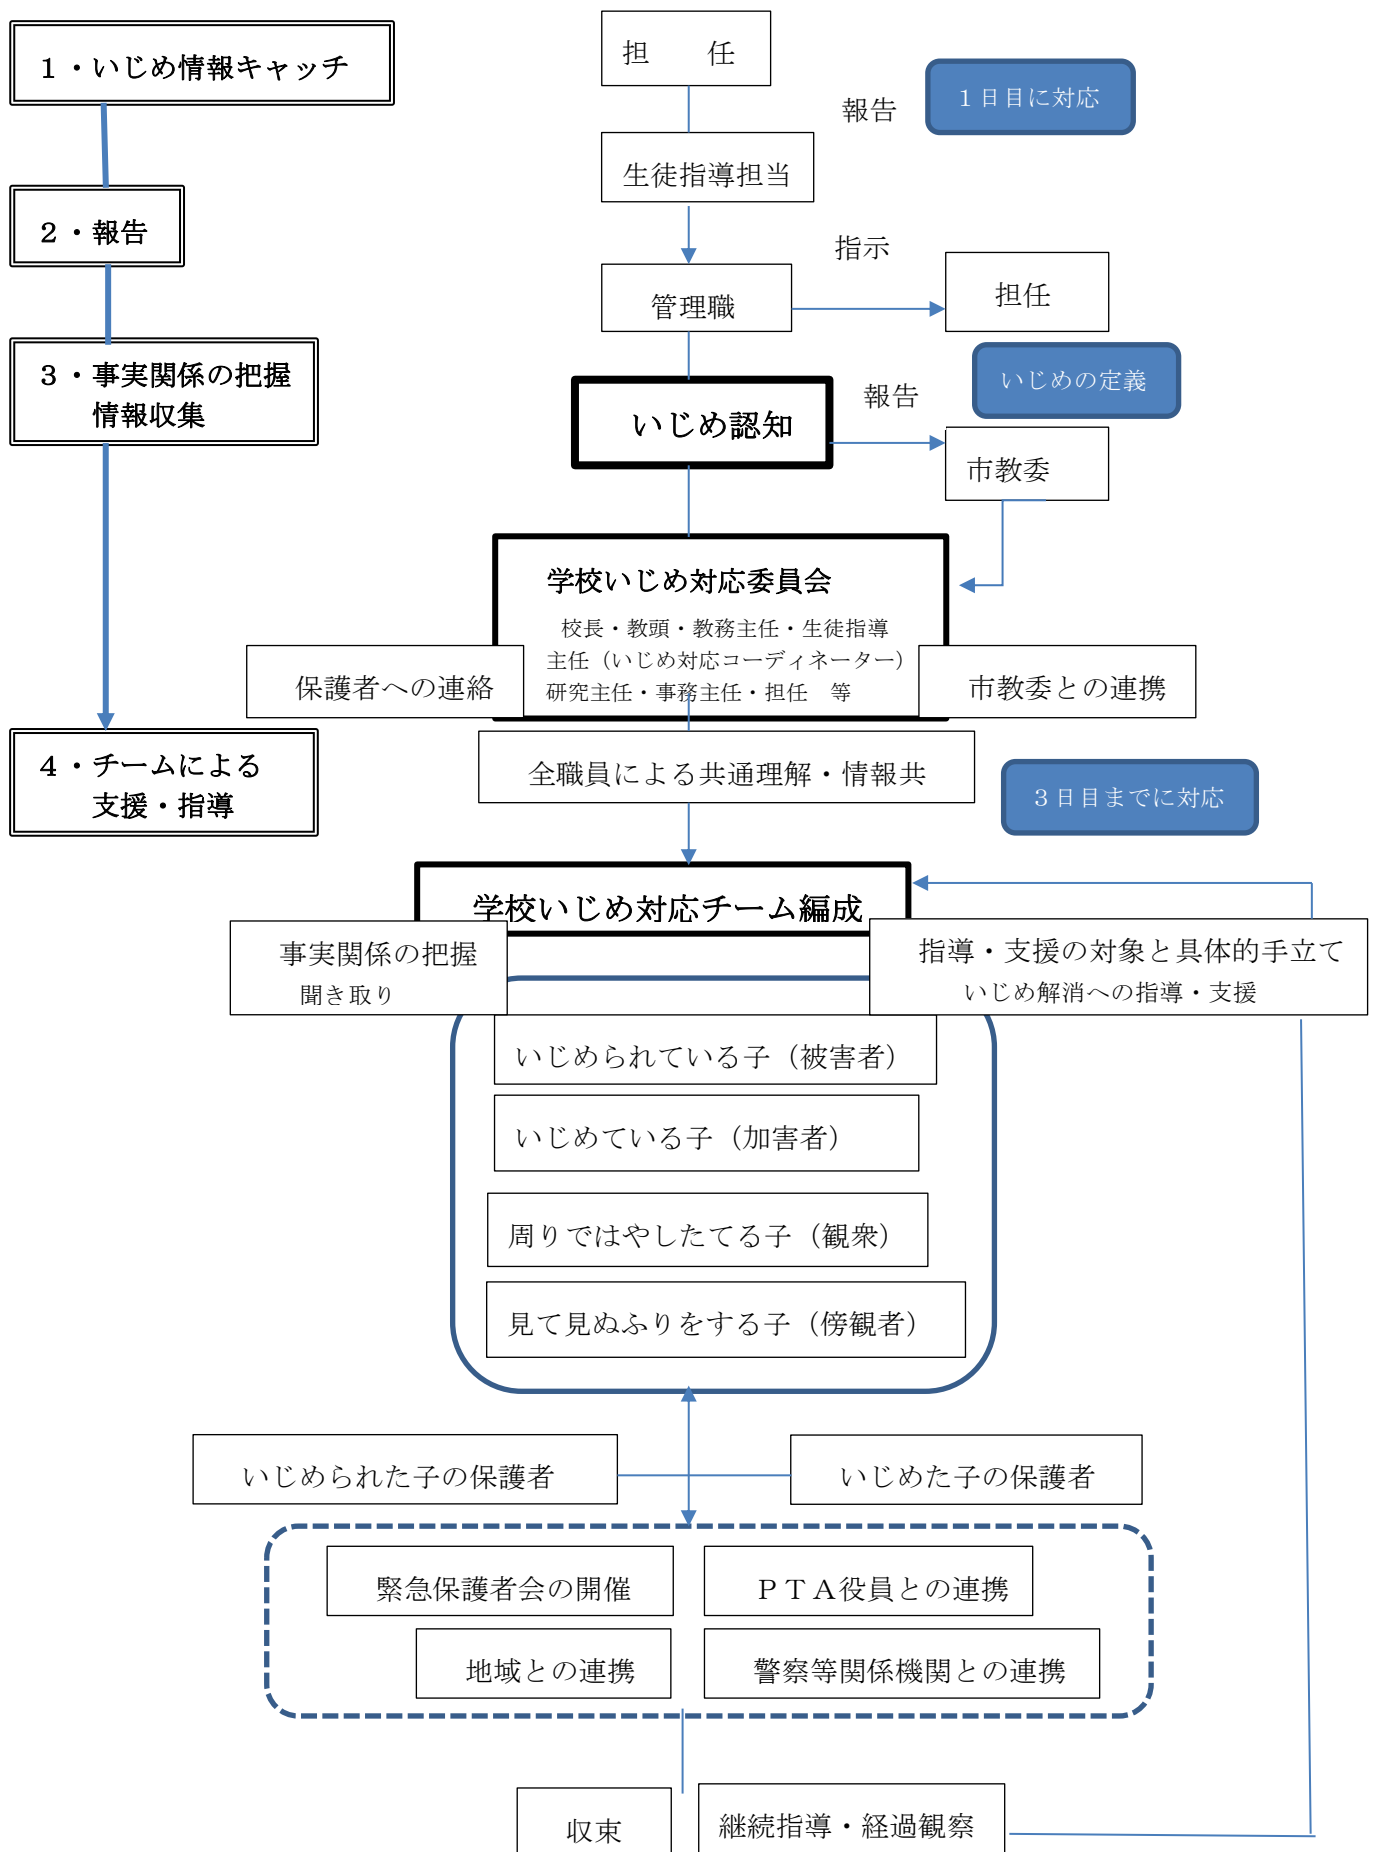 １・いじめ情報キャッチ
２・報告
３・事実関係の把握
情報収集
４・チームによる
支援・指導
担　　任
報告
１日目に対応
生徒指導担当
指示
管理職
担任
いじめの定義
いじめ認知
報告
市教委
学校いじめ対応委員会
校長・教頭・教務主任・生徒指導
主任（いじめ対応コーディネーター）
研究主任・事務主任・担任　等
保護者への連絡
市教委との連携
全職員による共通理解・情報共
３日目までに対応
学校いじめ対応チーム編成
事実関係の把握
聞き取り
指導・支援の対象と具体的手立て
いじめ解消への指導・支援
いじめられている子（被害者）
いじめている子（加害者）
周りではやしたてる子（観衆）
見て見ぬふりをする子（傍観者）
いじめられた子の保護者
いじめた子の保護者
緊急保護者会の開催
ＰＴＡ役員との連携
地域との連携
警察等関係機関との連携
収束
継続指導・経過観察